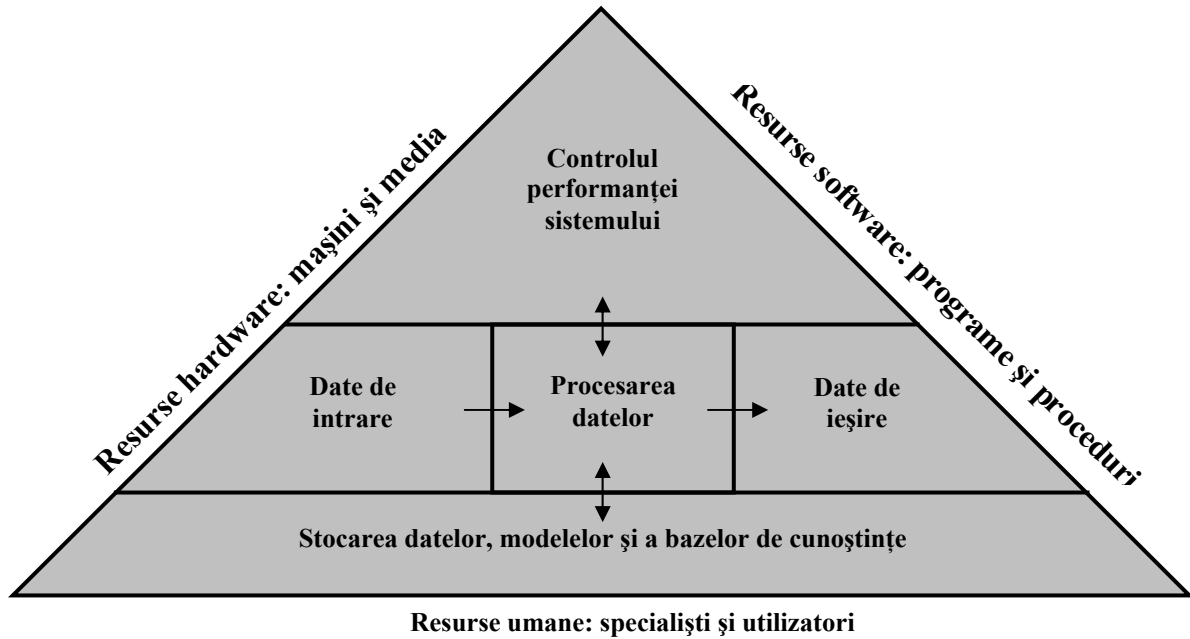 Resurse hardware: maşini şi media
Resurse software: programe şi proceduri
Controlul
performanţei
sistemului
Date de
intrare
Procesarea
datelor
Date de
ieşire
Stocarea datelor, modelelor şi a bazelor de cunoştinţe
Resurse umane: specialişti şi utilizatori